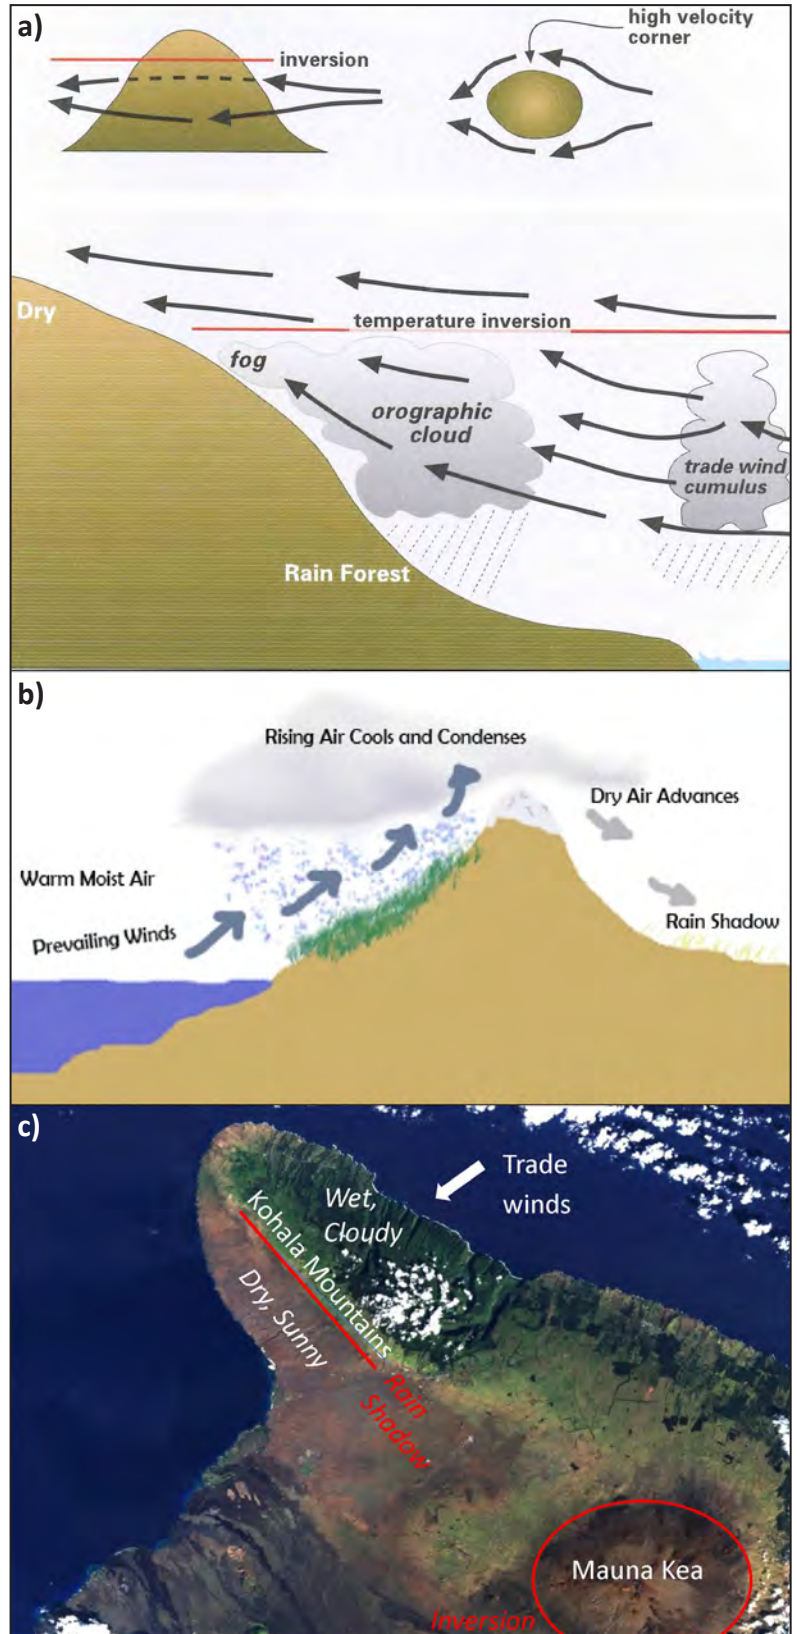 a)
high velocity
corner
inversion
Dry
temperature inversion
fog
orographic
cloud
trade wind
cumulus
Rain Forest
b)
Rising Air Cools and Condenses
Dry Air Advances
Warm Moist Air
Prevailing Winds
Rain Shadow
c)
Trade
winds
Wet,
Cloudy
Kohala Mountains
Dry, Sunny
Rain
Shadow
Mauna Kea
Inversion